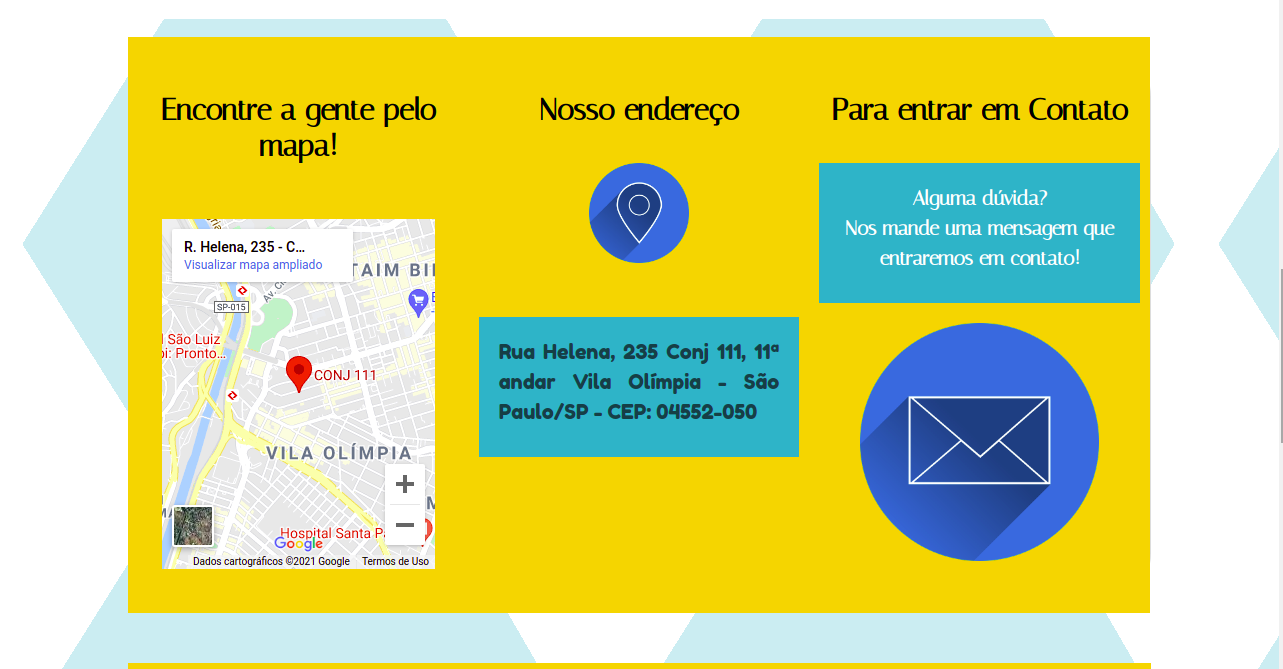 Encontre a gente pelo
mapa!
R. Helena, 235 - C...
Visualizar mapa ampliado
TAIM BI
Av.
SP-015
São Luiz
Pronto...
CONJ 111
VILA OLÍMPIA
Hospital Santa
Google
Dados cartográficos ©2021 Google Termos de Uso
Nosso endereço
Rua Helena, 235 Conj 111, 11ª
andar Vila Olímpia - São
Paulo/SP - CEP: 04552-050
Para entrar em Contato
Alguma dúvida?
Nos mande uma mensagem que
entraremos em contato!